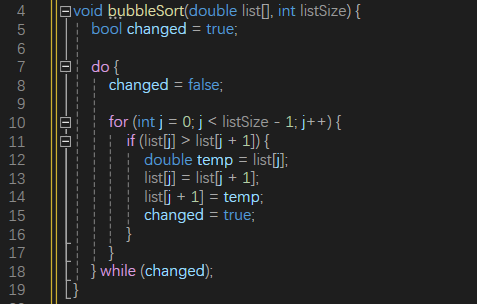 4 void bubbleSort(double list[], int listSize) {
5 bool changed = true;
6
7 do {
8 changed = false;
9
10 for (int j = 0; j < listSize - 1; j++) {
11 if (list[j] > list[j + 1]) {
12 double temp = list[j];
13 list[j] = list[j + 1];
14 list[j + 1] = temp;
15 changed = true;
16 }
17 }
18 } while (changed);
19 }